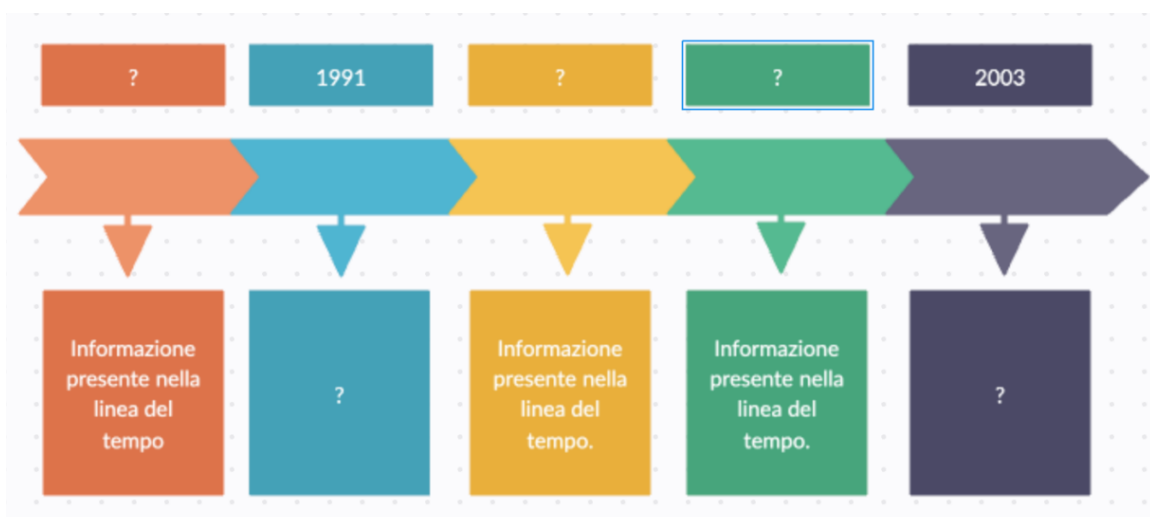 ?
1991
?
?
2003
Informazione
presente nella
linea del
tempo
?
Informazione
presente nella
linea del
tempo.
Informazione
presente nella
linea del
tempo.
?